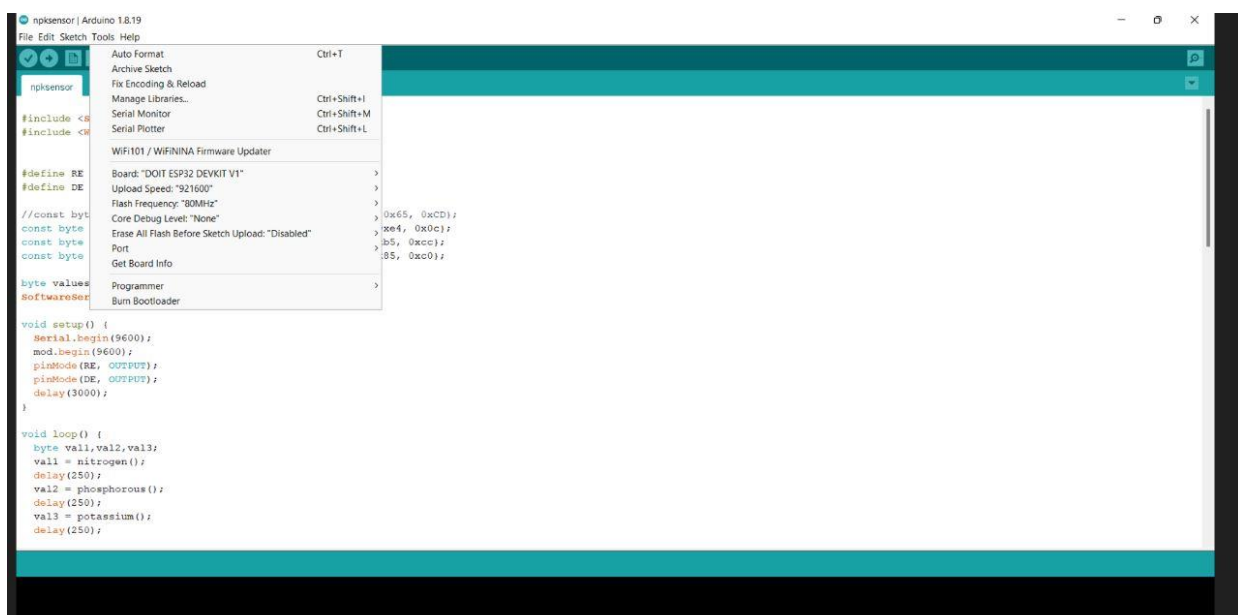 npksensor | Arduino 1.8.19
File Edit Sketch Tools Help
Auto Format Ctrl+T
Archive Sketch
Fix Encoding & Reload
Manage Libraries... Ctrl+Shift+I
Serial Monitor Ctrl+Shift+M
Serial Plotter Ctrl+Shift+L
WiFi101 / WiFiNINA Firmware Updater
Board: "DOIT ESP32 DEVKIT V1"
Upload Speed: "921600"
Flash Frequency: "80MHz"
Core Debug Level: "None"
Erase All Flash Before Sketch Upload: "Disabled"
Port
Get Board Info
Programmer
Burn Bootloader
npksensor
#include <S
#include <W
#define RE
#define DE
//const byt 0x65, 0xCD};
const byte xe4, 0x0c};
const byte b5, 0xcc};
const byte 85, 0xc0};
byte values
SoftwareSer
void setup() {
Serial.begin(9600);
mod.begin(9600);
pinMode(RE, OUTPUT);
pinMode(DE, OUTPUT);
delay(3000);
}
void loop() {
byte val1,val2,val3;
val1 = nitrogen();
delay(250);
val2 = phosphorous();
delay(250);
val3 = potassium();
delay(250);